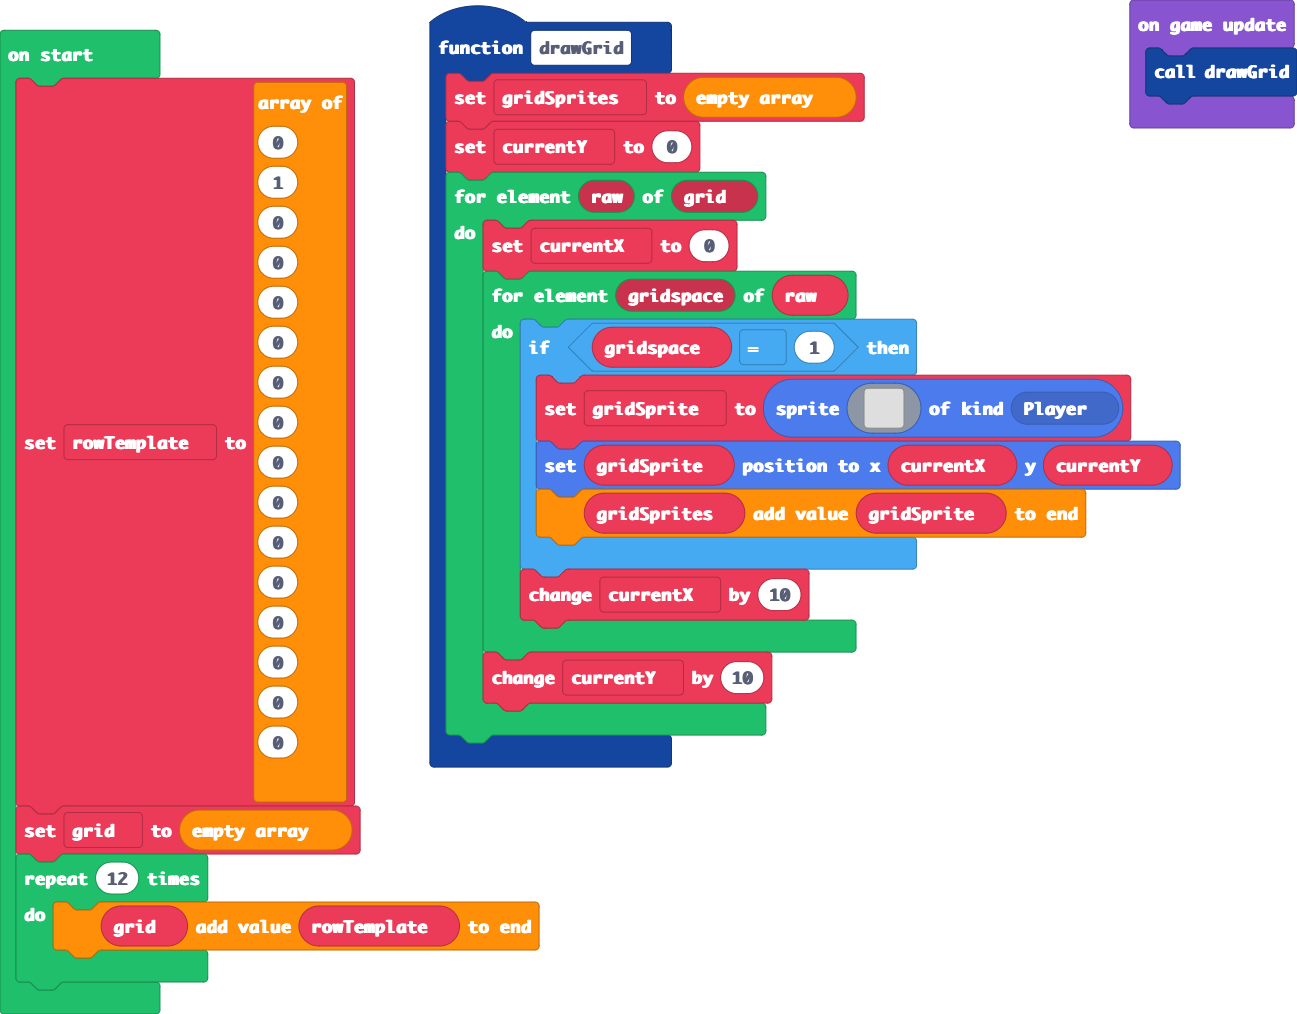 on start
set rowTemplate to
array of
0
1
0
0
0
0
0
0
0
0
0
0
0
0
0
0
set grid to empty array
repeat 12 times
do
grid add value rowTemplate to end
function drawGrid
set gridSprites to empty array
set currentY to 0
for element raw of grid
do
set currentX to 0
for element gridspace of raw
do
if gridspace = 1 then
set gridSprite to sprite of kind Player
set gridSprite position to x currentX y currentY
gridSprites add value gridSprite to end
change currentX by 10
change currentY by 10
on game update
call drawGrid